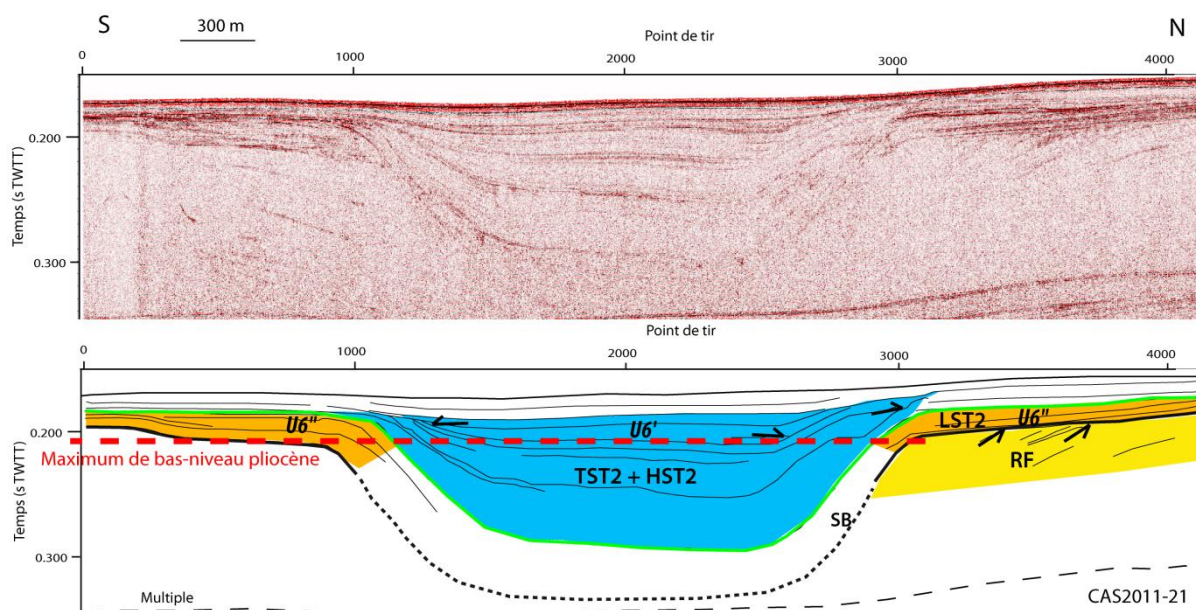 S
300 m
Point de tir
N
0
1000
2000
3000
4000
0.200
0.300
Temps (s TWTT)
Point de tir
0
1000
2000
3000
4000
0.200
0.300
Temps (s TWTT)
U6"
U6'
LST2
U6"
Maximum de bas-niveau pliocène
TST2 + HST2
RF
SB
Multiple
CAS2011-21